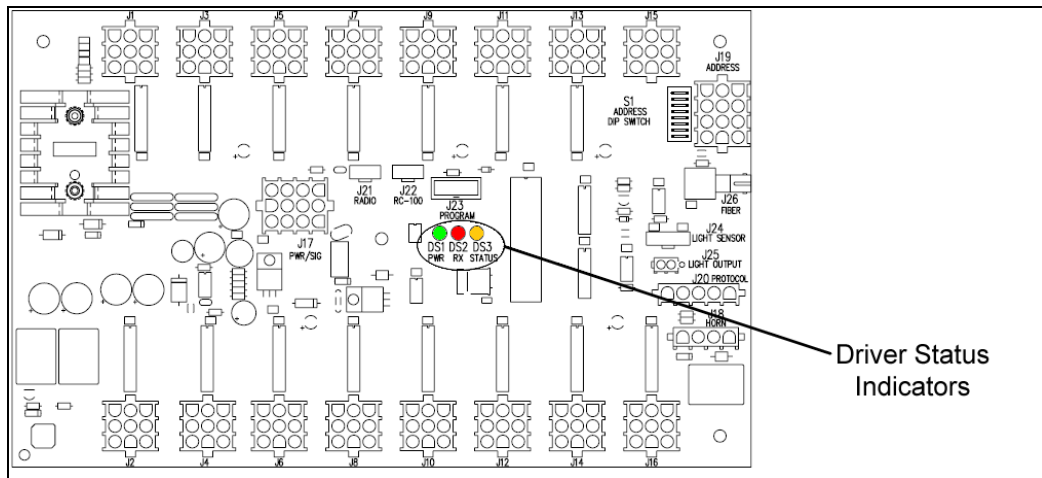 J1 J3 J5 J7 J9 J11 J13 J15
J19
ADDRESS
S1
ADDRESS
DIP SWITCH
J21
RADIO
J22
RC-100
J23
PROGRAM
J26
FIBER
J17
PWR/SIG
DS1 DS2 DS3
PWR RX STATUS
J24
LIGHT SENSOR
J25
LIGHT OUTPUT
J20 PROTOCOL
J18
HORN
Driver Status
Indicators
J2 J4 J6 J8 J10 J12 J14 J16